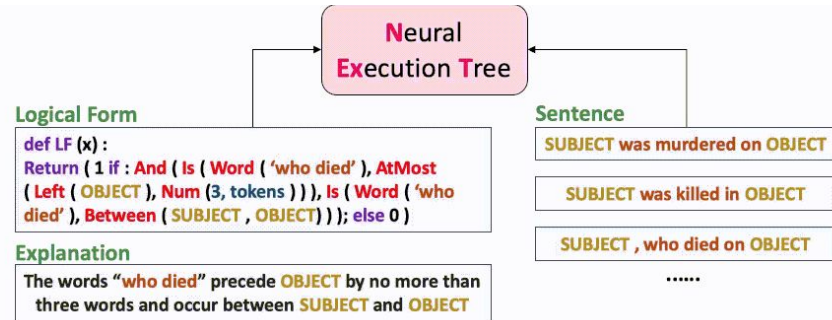 Neural
Execution Tree
Logical Form
def LF (x) :
Return ( 1 if : And ( Is ( Word ( ‘who died’ ), AtMost
( Left ( OBJECT ), Num (3, tokens ) ) ), Is ( Word ( ‘who
died’ ), Between ( SUBJECT , OBJECT) ) ); else 0 )
Explanation
The words “who died” precede OBJECT by no more than
three words and occur between SUBJECT and OBJECT
Sentence
SUBJECT was murdered on OBJECT
SUBJECT was killed in OBJECT
SUBJECT , who died on OBJECT
......